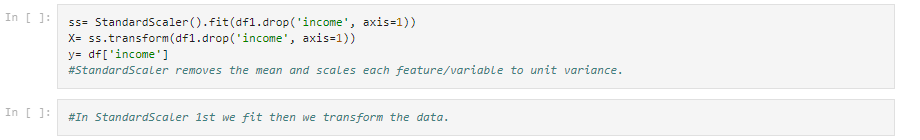 In [ ]:
ss= StandardScaler().fit(df1.drop('income', axis=1))
X= ss.transform(df1.drop('income', axis=1))
y= df['income']
#StandardScaler removes the mean and scales each feature/variable to unit variance.
In [ ]:
#In StandardScaler 1st we fit then we transform the data.